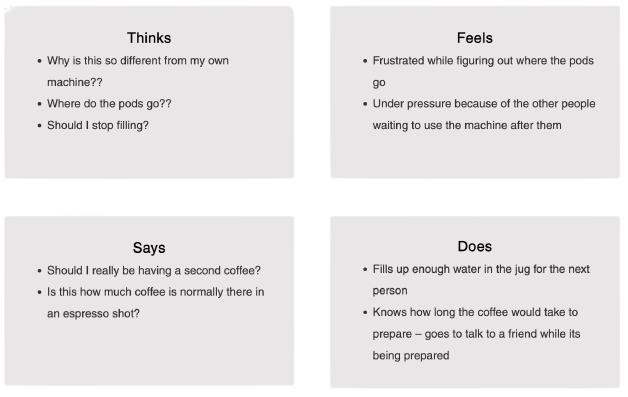 Thinks
• Why is this so different from my own
machine??
• Where do the pods go??
• Should I stop filling?
Feels
• Frustrated while figuring out where the pods
go
• Under pressure because of the other people
waiting to use the machine after them
Says
• Should I really be having a second coffee?
• Is this how much coffee is normally there in
an espresso shot?
Does
• Fills up enough water in the jug for the next
person
• Knows how long the coffee would take to
prepare – goes to talk to a friend while its
being prepared